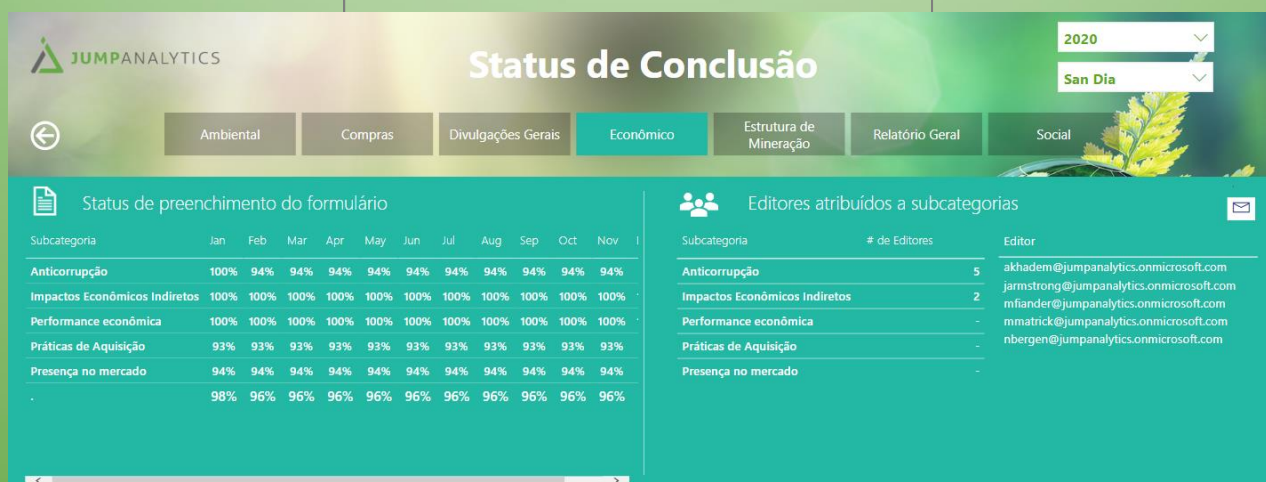 JUMPANALYTICS
Status de Conclusão
2020
San Dia
Ambiental
Compras
Divulgações Gerais
Econômico
Estrutura de
Mineração
Relatório Geral
Social
Status de preenchimento do formulário
Subcategoria Jan Feb Mar Apr May Jun Jul Aug Sep Oct Nov
Anticorrupção 100% 94% 94% 94% 94% 94% 94% 94% 94% 94% 94%
Impactos Econômicos Indiretos 100% 100% 100% 100% 100% 100% 100% 100% 100% 100% 100%
Performance econômica 100% 100% 100% 100% 100% 100% 100% 100% 100% 100% 100%
Práticas de Aquisição 93% 93% 93% 93% 93% 93% 93% 93% 93% 93% 93%
Presença no mercado 94% 94% 94% 94% 94% 94% 94% 94% 94% 94% 94%
. 98% 96% 96% 96% 96% 96% 96% 96% 96% 96% 96%
Editores atribuídos a subcategorias
Subcategoria # de Editores
Anticorrupção 5
Impactos Econômicos Indiretos 2
Performance econômica -
Práticas de Aquisição -
Presença no mercado -
Editor
akhadem@jumpanalytics.onmicrosoft.com
jarmstrong@jumpanalytics.onmicrosoft.com
mfiander@jumpanalytics.onmicrosoft.com
mmatrick@jumpanalytics.onmicrosoft.com
nbergen@jumpanalytics.onmicrosoft.com